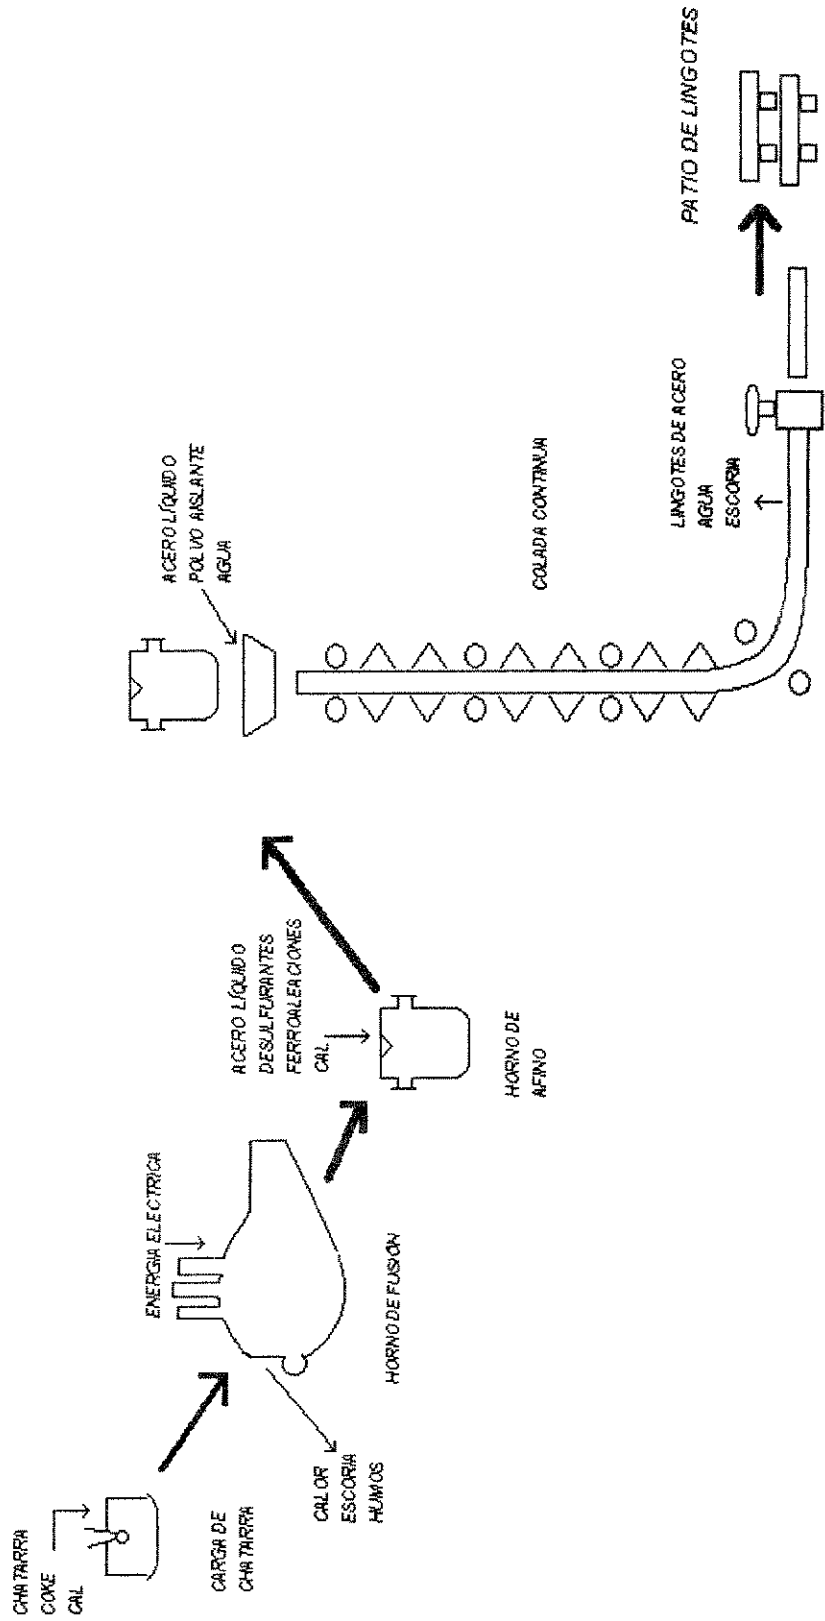 CHATARRA
COKE
CAL
CARGA DE
CHATARRA
ENERGIA ELECTRICA
CALOR
ESCORIA
HUMOS
HORNO DE FUSIÓN
ACERO LÍQUIDO
DESULFURANTES
FERROALEACIONES
CAL
HORNO DE
AFINO
ACERO LÍQUIDO
POLVO AISLANTE
AGUA
COLADA CONTINUA
LINGOTES DE ACERO
AGUA
ESCORIA
PATIO DE LINGOTES